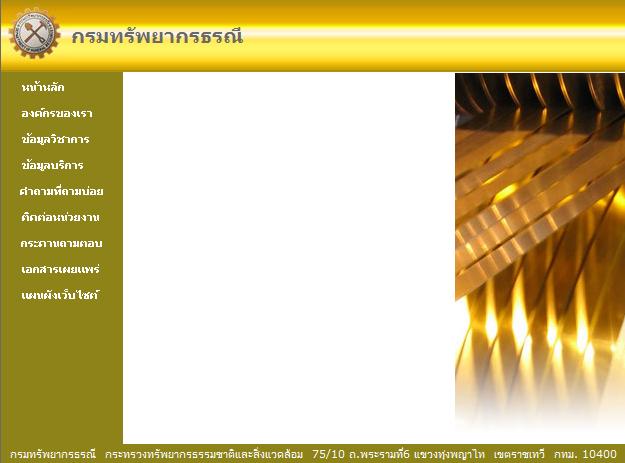 กรมทรัพยากรธรณี
หน้าหลัก
องค์กรของเรา
ข้อมูลวิชาการ
ข้อมูลบริการ
คำถามที่ถามบ่อย
ติดต่อหน่วยงาน
กระดานถามตอบ
เอกสารเผยแพร่
แผนผังเว็บไซต์
กรมทรัพยากรธรณี กระทรวงทรัพยากรธรรมชาติและสิ่งแวดล้อม 75/10 ถ.พระรามที่6 แขวงทุ่งพญาไท เขตราชเทวี กทม. 10400